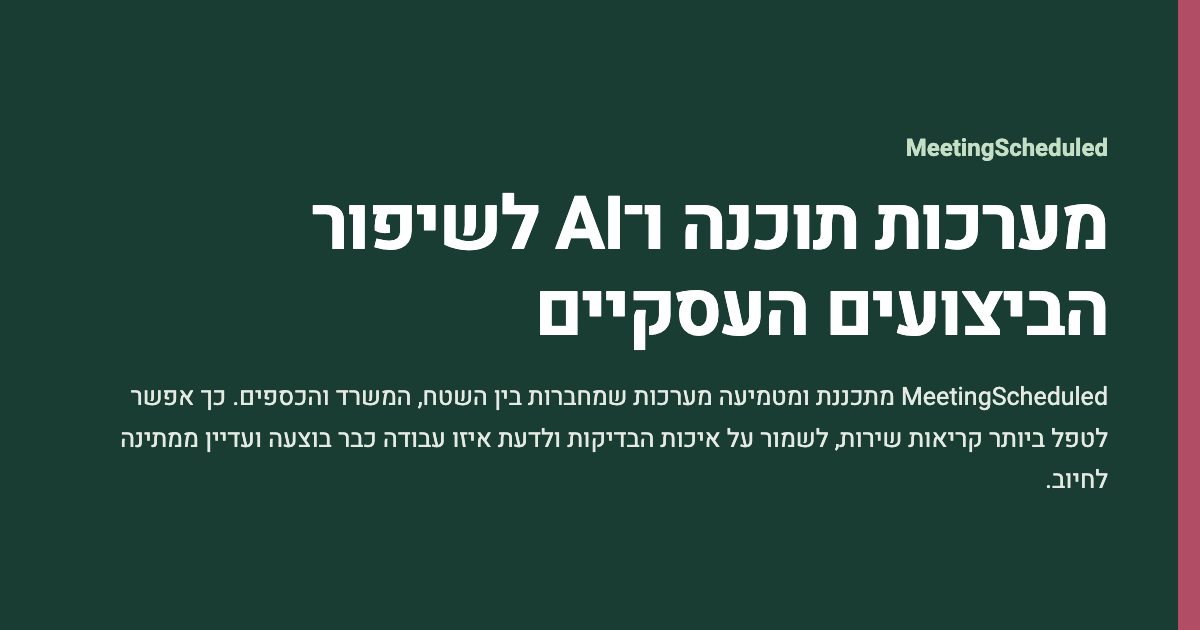 MeetingScheduled
מערכות תוכנה ו־AI לשיפור
הביצועים העסקיים
MeetingScheduled מתכננת ומטמיעה מערכות שמחברות בין השטח, המשרד והכספים. כך אפשר
לטפל ביותר קריאות שירות, לשמור על איכות הבדיקות ולדעת איזו עבודה כבר בוצעה ועדיין ממתינה
לחיוב.